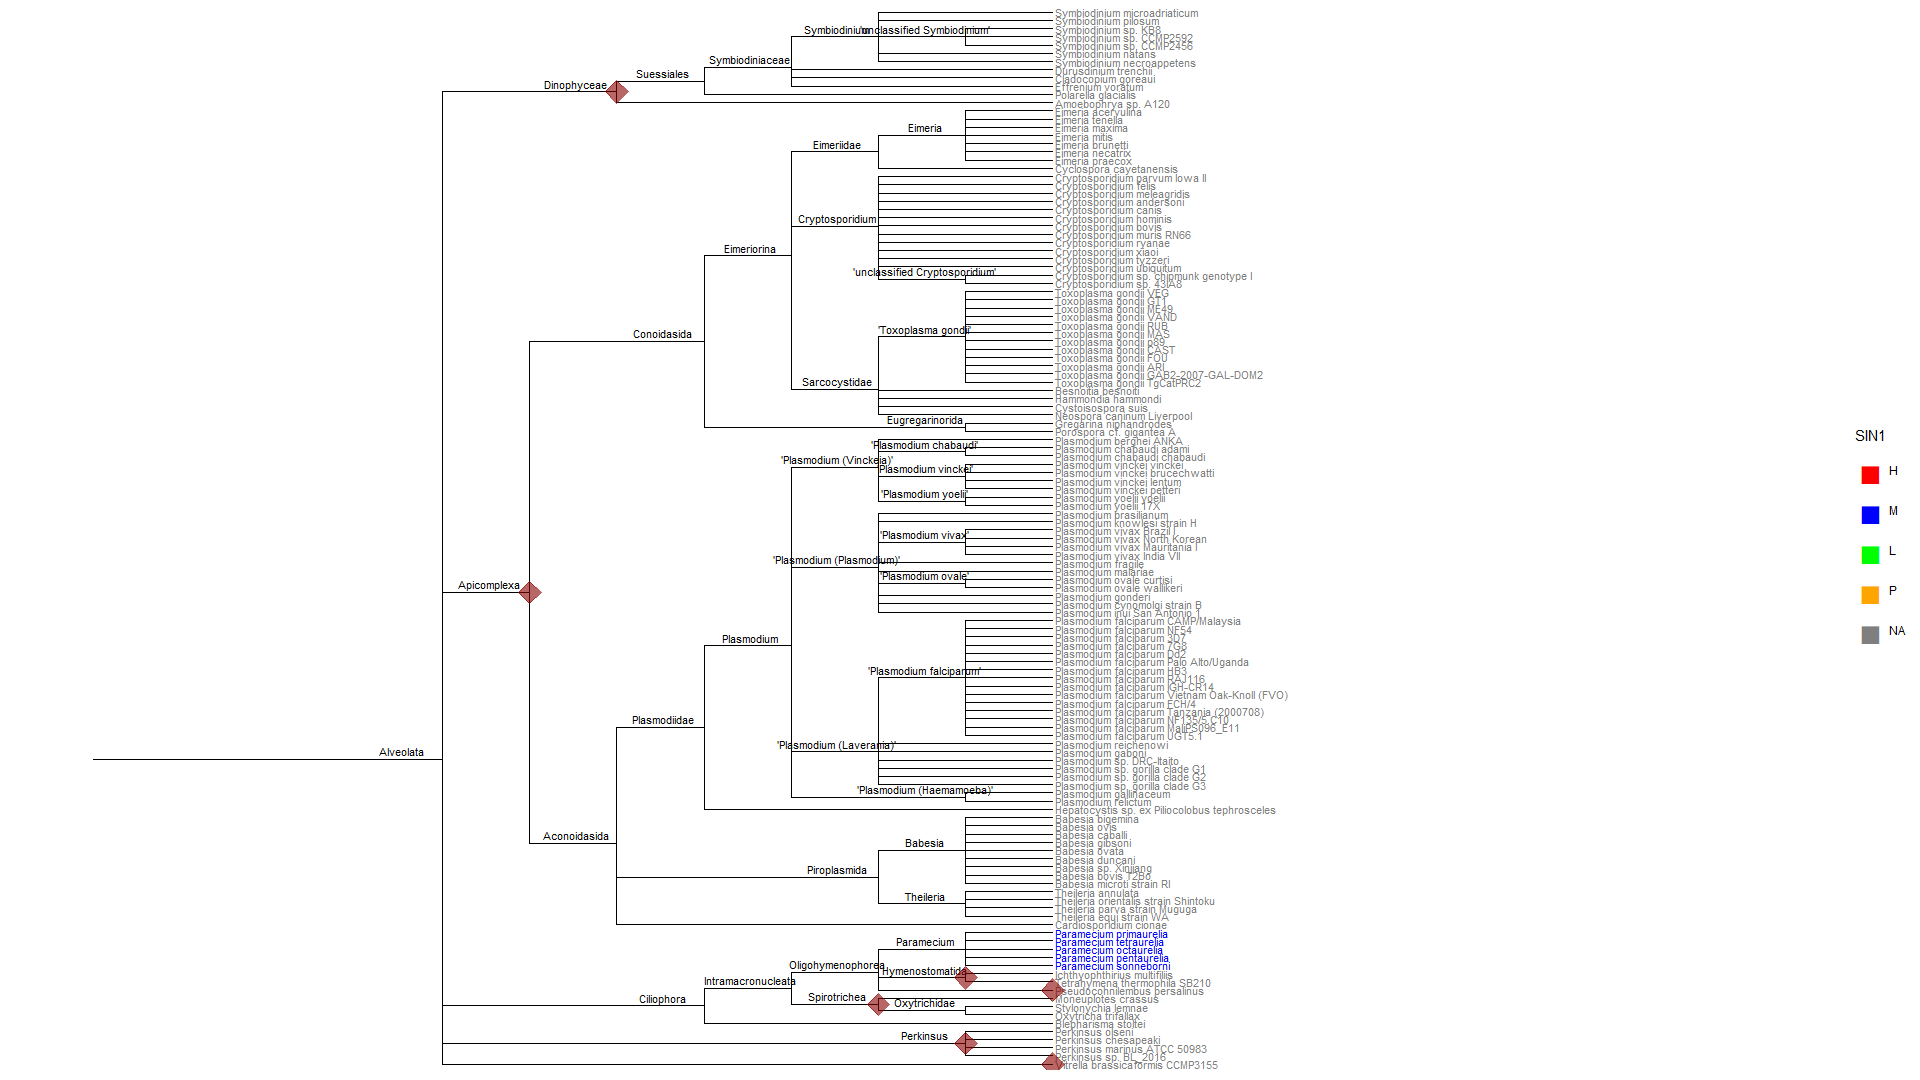 Symbiodinium microadriaticum
Symbiodinium pilosum
Symbiodinium
'unclassified Symbiodinium'
Symbiodinium sp. KB8
Symbiodinium sp. CCMP2592
Symbiodinium sp. CCMP2456
Symbiodinium natans
Symbiodiniaceae
Symbiodinium necroappetens
Suessiales
Durusdinium trenchii
Cladocopium goreaui
Dinophyceae
Effrenium voratum
Polarella glacialis
Amoebophrya sp. A120
Eimeria acervulina
Eimeria tenella
Eimeria
Eimeria maxima
Eimeria mitis
Eimeriidae
Eimeria brunetti
Eimeria necatrix
Eimeria praecox
Cyclospora cayetanensis
Cryptosporidium parvum Iowa II
Cryptosporidium felis
Cryptosporidium meleagridis
Cryptosporidium andersoni
Cryptosporidium canis
Cryptosporidium
Cryptosporidium hominis
Cryptosporidium bovis
Cryptosporidium muris RN66
Cryptosporidium ryanae
Eimeriorina
Cryptosporidium xiaoi
Cryptosporidium tyzzeri
Cryptosporidium ubiquitum
'unclassified Cryptosporidium'
Cryptosporidium sp. chipmunk genotype I
Cryptosporidium sp. 43IA8
Toxoplasma gondii VEG
Toxoplasma gondii GT1
Toxoplasma gondii ME49
Toxoplasma gondii VAND
'Toxoplasma gondii'
Toxoplasma gondii RUB
Conoidasida
Toxoplasma gondii MAS
Toxoplasma gondii p89
Toxoplasma gondii CAST
Toxoplasma gondii FOU
Toxoplasma gondii ARI
Toxoplasma gondii GAB2-2007-GAL-DOM2
Sarcocystidae
Toxoplasma gondii TgCatPRC2
Besnoitia besnoiti
Hammondia hammondi
Cystoisospora suis
Neospora caninum Liverpool
Eugregarinorida
Gregarina niphandrodes
Porospora cf. gigantea A
Plasmodium berghei ANKA
'Plasmodium chabaudi'
Plasmodium chabaudi adami
Plasmodium chabaudi chabaudi
'Plasmodium (Vinckeia)'
Plasmodium vinckei vinckei
'Plasmodium vinckei'
Plasmodium vinckei brucechwatti
Plasmodium vinckei lentum
Plasmodium vinckei petteri
'Plasmodium yoelii'
Plasmodium yoelii yoelii
Plasmodium yoelii 17X
Plasmodium brasilianum
Plasmodium knowlesi strain H
Plasmodium vivax Brazil I
'Plasmodium vivax'
Plasmodium vivax North Korean
Plasmodium vivax Mauritania I
Plasmodium vivax India VII
'Plasmodium (Plasmodium)'
Plasmodium fragile
Plasmodium malariae
'Plasmodium ovale'
Plasmodium ovale curtisi
Apicomplexa
Plasmodium ovale wallikeri
Plasmodium gonderi
Plasmodium cynomolgi strain B
Plasmodium inui San Antonio 1
Plasmodium falciparum CAMP/Malaysia
Plasmodium falciparum NF54
Plasmodium
Plasmodium falciparum 3D7
Plasmodium falciparum 7G8
Plasmodium falciparum Dd2
Plasmodium falciparum Palo Alto/Uganda
'Plasmodium falciparum'
Plasmodium falciparum HB3
Plasmodium falciparum RAJ116
Plasmodium falciparum IGH-CR14
Plasmodium falciparum Vietnam Oak-Knoll (FVO)
Plasmodium falciparum FCH/4
Plasmodium falciparum Tanzania (2000708)
Plasmodiidae
Plasmodium falciparum NF135/5.C10
Plasmodium falciparum MaliPS096_E11
Plasmodium falciparum UGT5.1
'Plasmodium (Laverania)'
Plasmodium reichenowi
Alveolata
Plasmodium gaboni
Plasmodium sp. DRC-Itaito
Plasmodium sp. gorilla clade G1
Plasmodium sp. gorilla clade G2
Plasmodium sp. gorilla clade G3
'Plasmodium (Haemamoeba)'
Plasmodium gallinaceum
Plasmodium relictum
Hepatocystis sp. ex Piliocolobus tephrosceles
Babesia bigemina
Babesia ovis
Aconoidasida
Babesia caballi
Babesia
Babesia gibsoni
Babesia ovata
Babesia duncani
Piroplasmida
Babesia sp. Xinjiang
Babesia bovis T2Bo
Babesia microti strain RI
Theileria annulata
Theileria
Theileria orientalis strain Shintoku
Theileria parva strain Muguga
Theileria equi strain WA
Cardiosporidium cionae
Paramecium primaurelia
Paramecium
Paramecium tetraurelia
Paramecium octaurelia
Paramecium pentaurelia
Oligohymenophorea
Paramecium sonneborni
Hymenostomatida
Ichthyophthirius multifiliis
Intramacronucleata
Tetrahymena thermophila SB210
Pseudocohnilembus persalinus
Ciliophora
Spirotrichea
Moneuplotes crassus
Oxytrichidae
Stylonychia lemnae
Oxytricha trifallax
Blepharisma stoltei
Perkinsus
Perkinsus olseni
Perkinsus chesapeaki
Perkinsus marinus ATCC 50983
Perkinsus sp. BL_2016
Vitrella brassicaformis CCMP3155
SIN1
H
M
L
P
NA